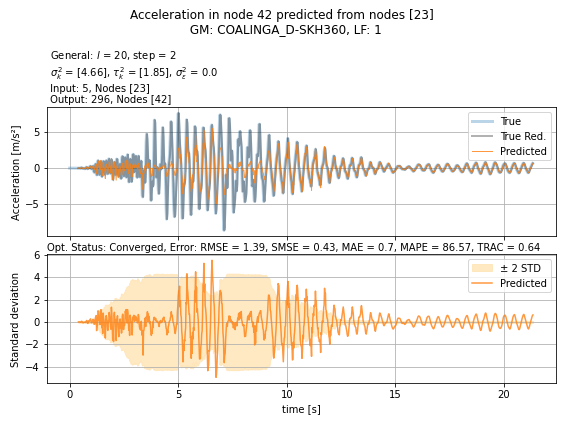 Acceleration in node 42 predicted from nodes [23]
GM: COALINGA_D-SKH360, LF: 1
General: l = 20, step = 2
σ²ₖ = [4.66], τ²ₖ = [1.85], σ²ε = 0.0
Input: 5, Nodes [23]
Output: 296, Nodes [42]
Acceleration [m/s²]
5
0
−5
True
True Red.
Predicted
Opt. Status: Converged, Error: RMSE = 1.39, SMSE = 0.43, MAE = 0.7, MAPE = 86.57, TRAC = 0.64
Standard deviation
6
4
2
0
−2
−4
± 2 STD
Predicted
0 5 10 15 20
time [s]